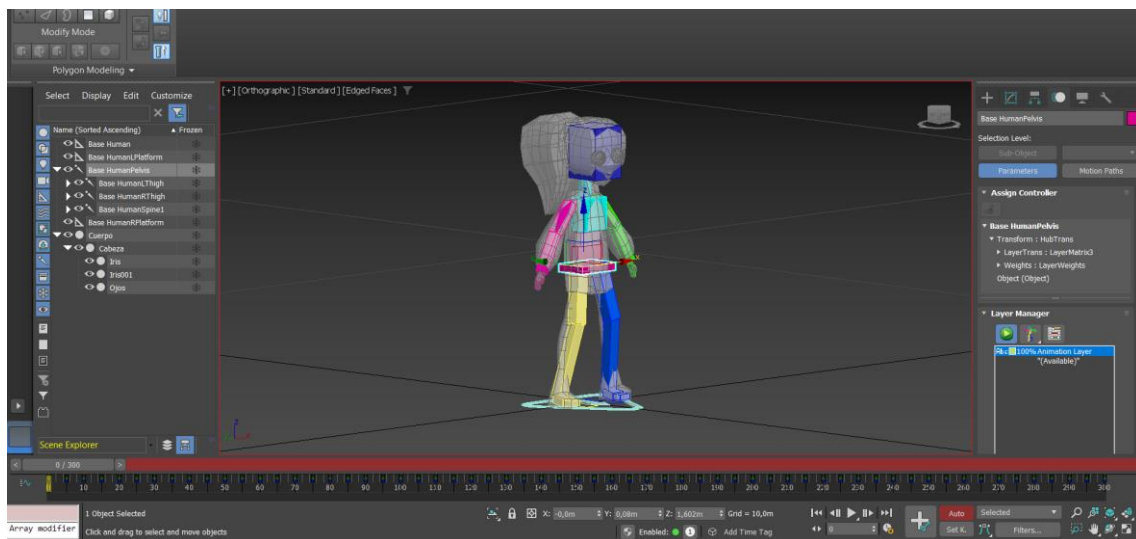 Modify Mode
Polygon Modeling
Select Display Edit Customize
Name (Sorted Ascending) Frozen
Base Human
Base HumanLPlatform
Base HumanPelvis
Base HumanLThigh
Base HumanRThigh
Base HumanSpine1
Base HumanRPlatform
Cuerpo
Cabeza
Iris
Iris001
Ojos
Scene Explorer
[+] [Orthographic ] [Standard ] [Edged Faces ]
z
x
Base HumanPelvis
Selection Level:
Sub-Object
Parameters Motion Paths
Assign Controller
Base HumanPelvis
Transform : HubTrans
LayerTrans : LayerMatrix3
Weights : LayerWeights
Object (Object)
Layer Manager
100% Animation Layer
"(Available)"
0 / 300
10 20 30 40 50 60 70 80 90 100 110 120 130 140 150 160 170 180 190 200 210 220 230 240 250 260 270 280 290 300
Array modifier
1 Object Selected
Click and drag to select and move objects
X: -0,0m Y: 0,08m Z: 1,602m Grid = 10,0m
Enabled: 1 Add Time Tag
0
Auto Selected
Set K. Filters...